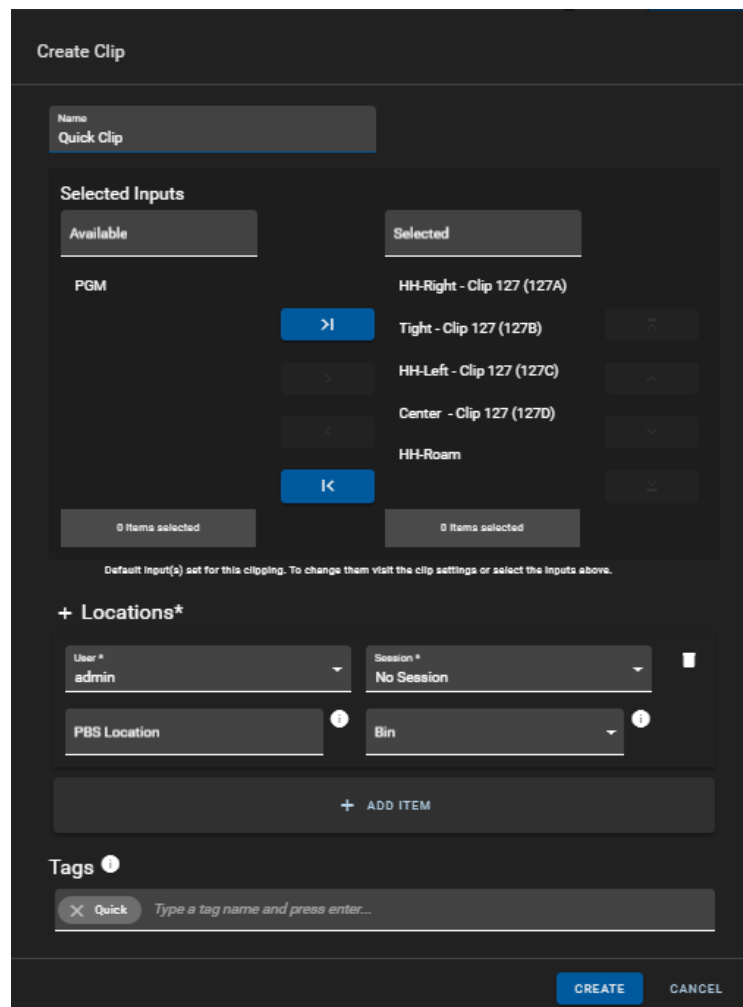 Create Clip
Name
Quick Clip
Selected Inputs
Available
Selected
PGM
HH-Right - Clip 127 (127A)
Tight - Clip 127 (127B)
HH-Left - Clip 127 (127C)
Center - Clip 127 (127D)
HH-Roam
0 Items selected
0 Items selected
Default input(s) set for this clipping. To change them visit the clip settings or select the inputs above.
+ Locations*
User *
admin
Session *
No Session
PBS Location
Bin
+ ADD ITEM
Tags
Quick
Type a tag name and press enter...
CREATE
CANCEL